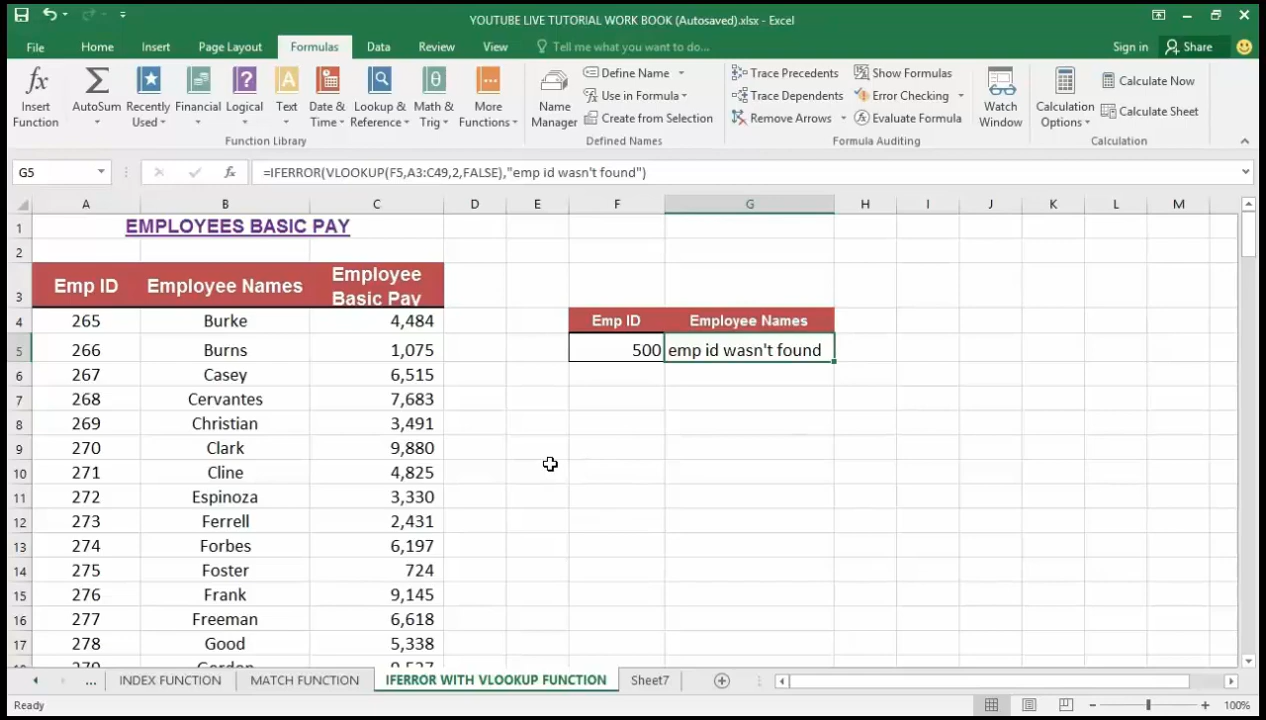 YOUTUBE LIVE TUTORIAL WORK BOOK (Autosaved).xlsx - Excel
File Home Insert Page Layout Formulas Data Review View Tell me what you want to do... Sign in Share
Insert Function
AutoSum
Recently Used
Financial
Logical
Text
Date & Time
Lookup & Reference
Math & Trig
More Functions
Function Library
Name Manager
Define Name
Use in Formula
Create from Selection
Defined Names
Trace Precedents
Trace Dependents
Remove Arrows
Show Formulas
Error Checking
Evaluate Formula
Formula Auditing
Watch Window
Calculation Options
Calculate Now
Calculate Sheet
Calculation
G5 fx =IFERROR(VLOOKUP(F5,A3:C49,2,FALSE),"emp id wasn't found")
A B C D E F G H I J K L M
1 EMPLOYEES BASIC PAY
2
3 Emp ID Employee Names Employee Basic Pay
4 265 Burke 4,484 Emp ID Employee Names
5 266 Burns 1,075 500 emp id wasn't found
6 267 Casey 6,515
7 268 Cervantes 7,683
8 269 Christian 3,491
9 270 Clark 9,880
10 271 Cline 4,825
11 272 Espinoza 3,330
12 273 Ferrell 2,431
13 274 Forbes 6,197
14 275 Foster 724
15 276 Frank 9,145
16 277 Freeman 6,618
17 278 Good 5,338
... INDEX FUNCTION MATCH FUNCTION IFERROR WITH VLOOKUP FUNCTION Sheet7
Ready 100%